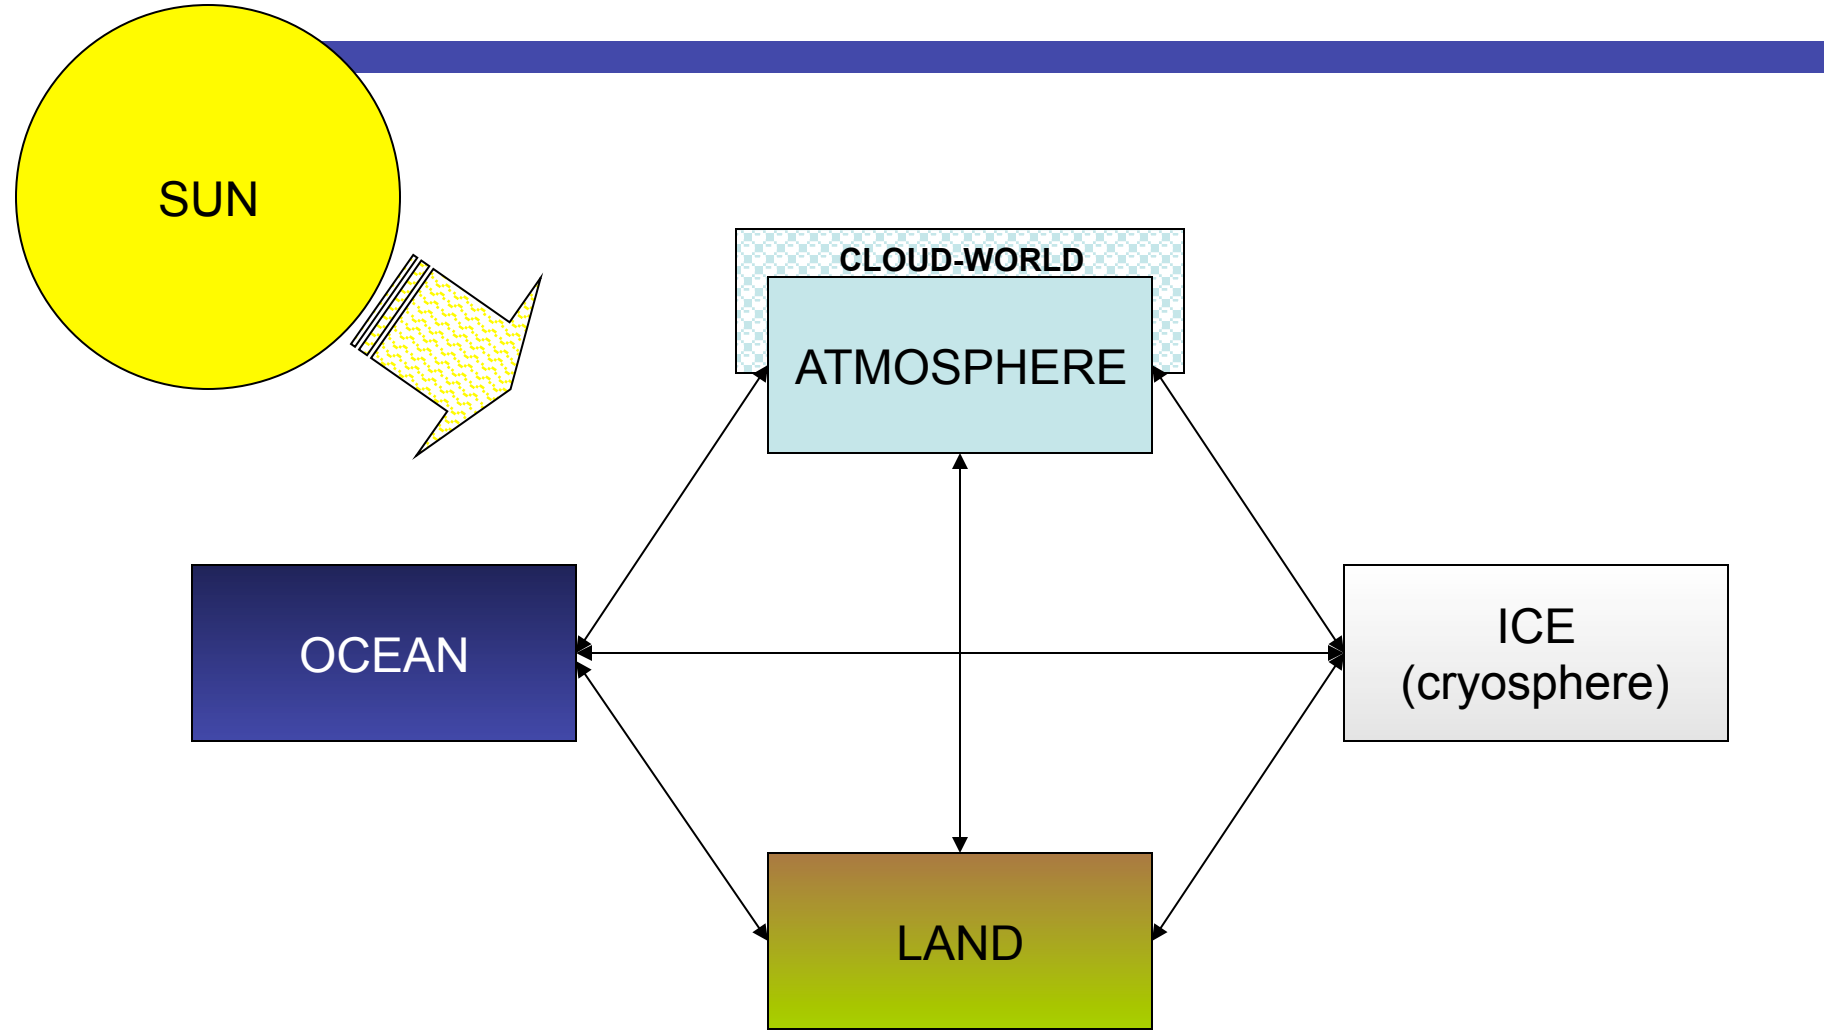 SUN
CLOUD-WORLD
ATMOSPHERE
OCEAN
ICE
(cryosphere)
LAND